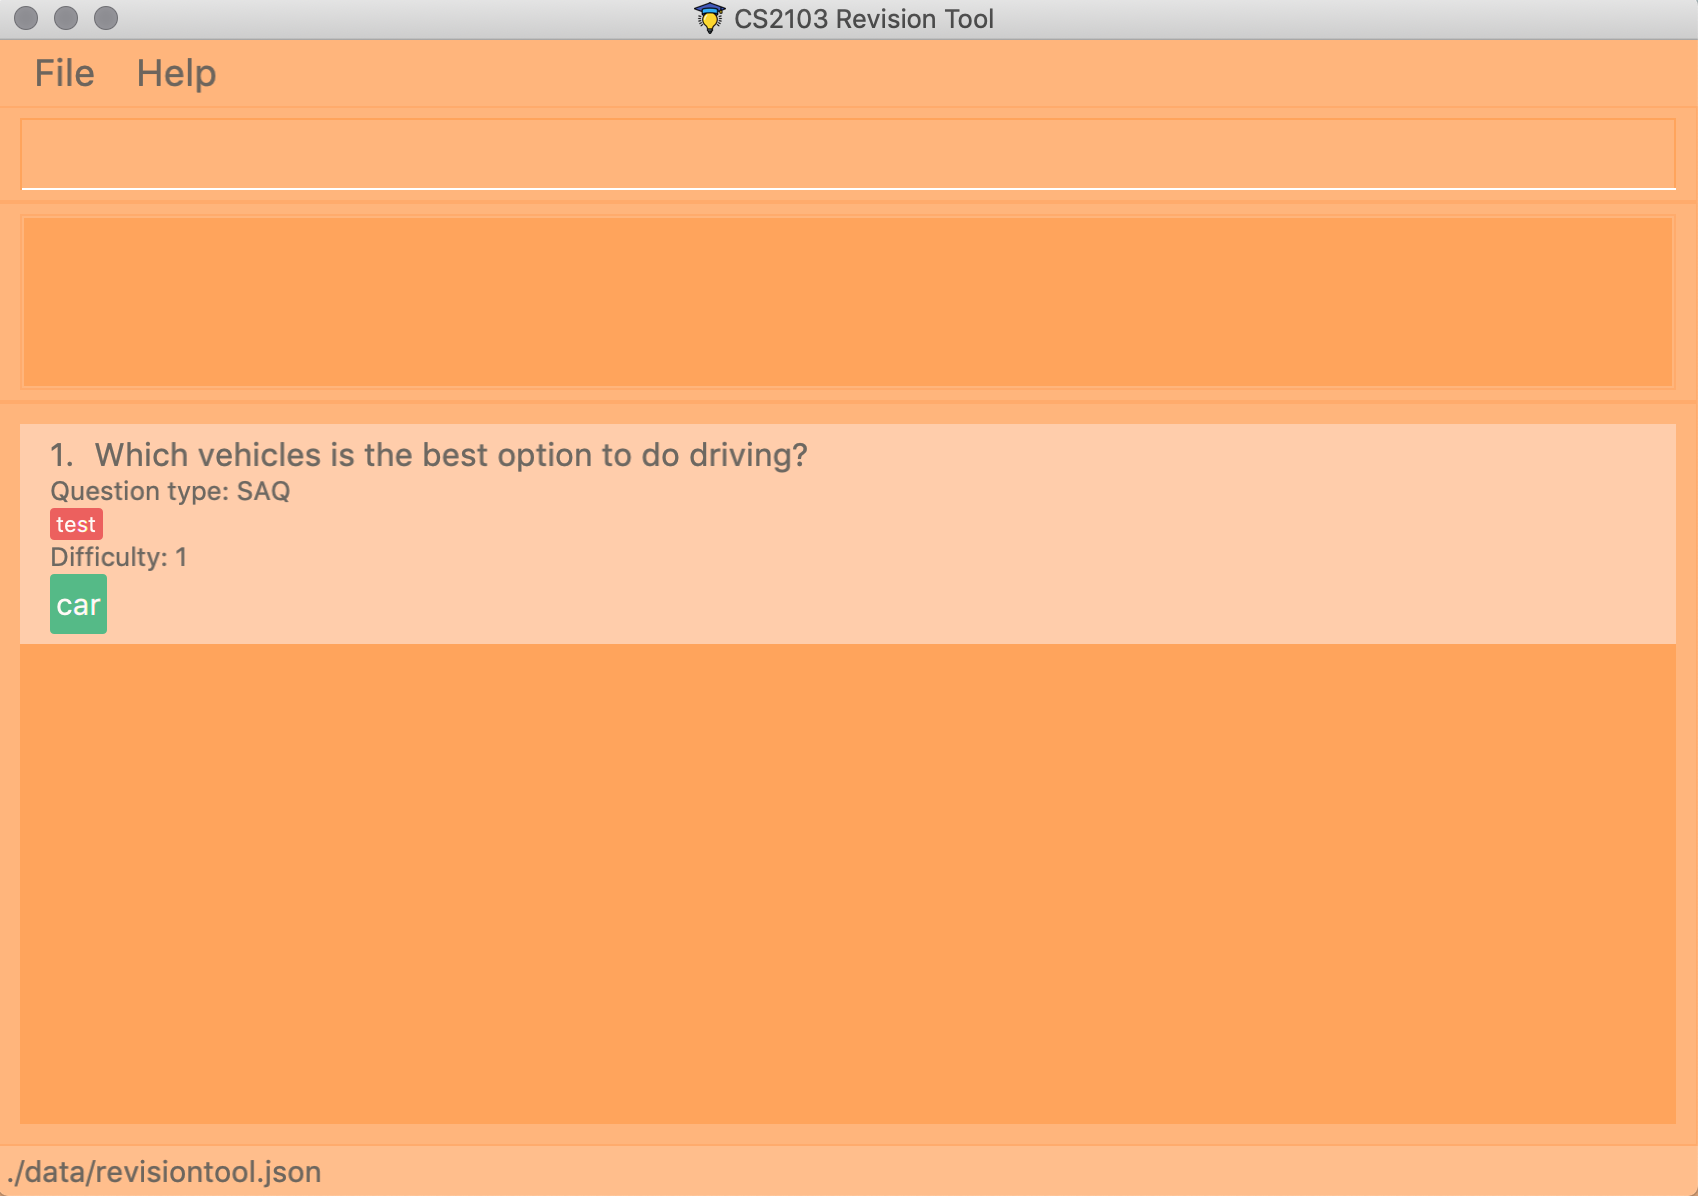 CS2103 Revision Tool
File Help
1. Which vehicles is the best option to do driving?
Question type: SAQ
test
Difficulty: 1
car
./data/revisiontool.json